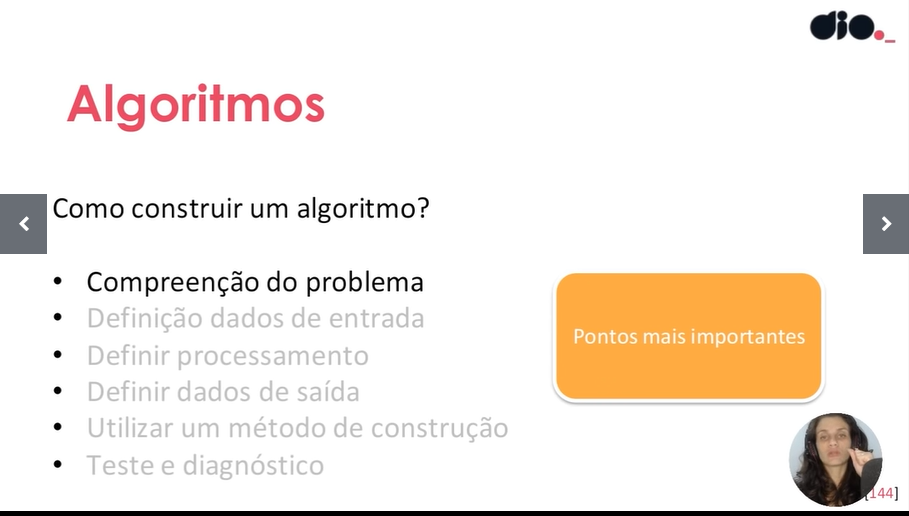 dio._
Algoritmos
Como construir um algoritmo?
• Compreenção do problema
• Definição dados de entrada
• Definir processamento
• Definir dados de saída
• Utilizar um método de construção
• Teste e diagnóstico
Pontos mais importantes
[144]